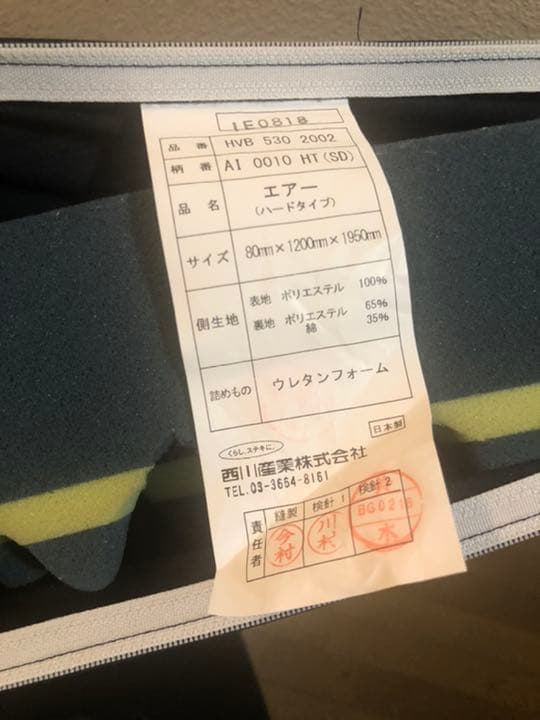 IE0818
品番 HVB 530 2002
柄番 AI 0010 HT(SD)
品名 エアー
(ハードタイプ)
サイズ 80mm×1200mm×1950mm
側生地 表地 ポリエステル 100%
裏地 ポリエステル 65%
綿 35%
詰めもの ウレタンフォーム
日本製
くらし、ステキに。
西川産業株式会社
TEL.03-3654-8161
責任者 縫製 検針1 検針2
今村 川木 BG0216
水